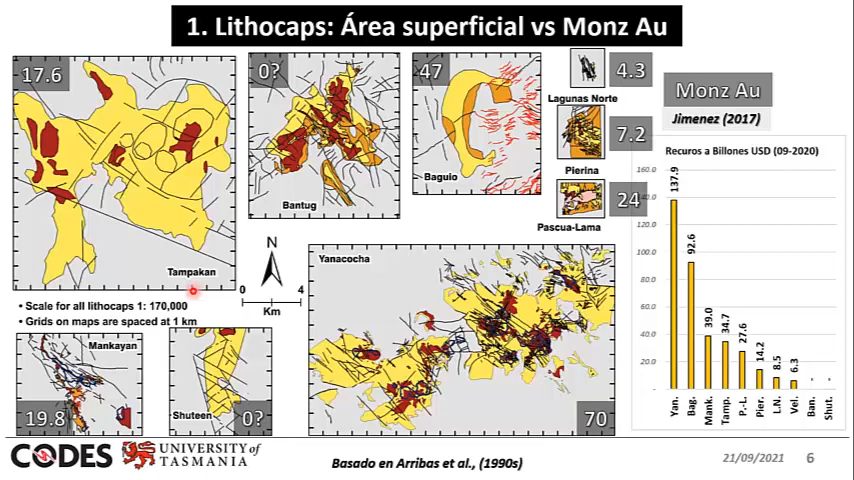 1. Lithocaps: Área superficial vs Monz Au
17.6
Tampakan
0?
Bantug
47
Baguio
4.3
Lagunas Norte
7.2
Pierina
24
Pascua-Lama
Monz Au
Jimenez (2017)
• Scale for all lithocaps 1: 170,000
• Grids on maps are spaced at 1 km
N
0 4
Km
Mankayan
19.8
Shuteen
0?
Yanacocha
70
Recuros a Billones USD (09-2020)
160.0
140.0
120.0
100.0
80.0
60.0
40.0
20.0
-
137.9
92.6
39.0
34.7
27.6
14.2
8.5
6.3
-
-
Yan.
Bag.
Mank.
Tamp.
P.-L.
Pier.
L.N.
Vel.
Ban.
Shut.
CODES
UNIVERSITY of
TASMANIA
Basado en Arribas et al., (1990s)
21/09/2021
6